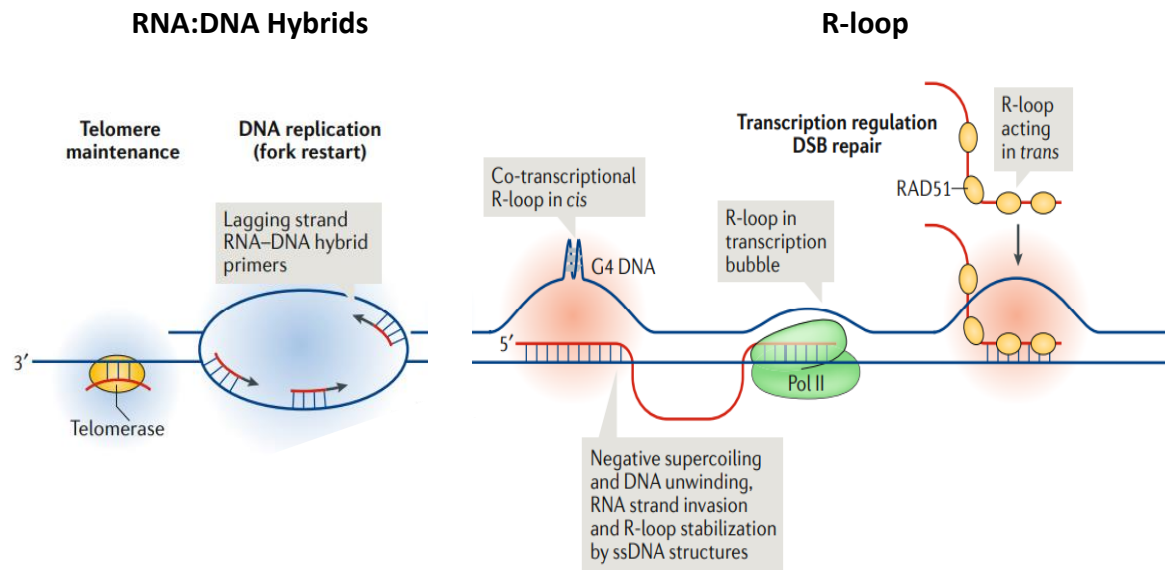 RNA:DNA Hybrids
R-loop
Telomere
maintenance
DNA replication
(fork restart)
Lagging strand
RNA–DNA hybrid
primers
3′
Telomerase
Co-transcriptional
R-loop in cis
G4 DNA
5′
Negative supercoiling
and DNA unwinding,
RNA strand invasion
and R-loop stabilization
by ssDNA structures
Transcription regulation
DSB repair
R-loop in
transcription
bubble
Pol II
RAD51
R-loop
acting
in trans